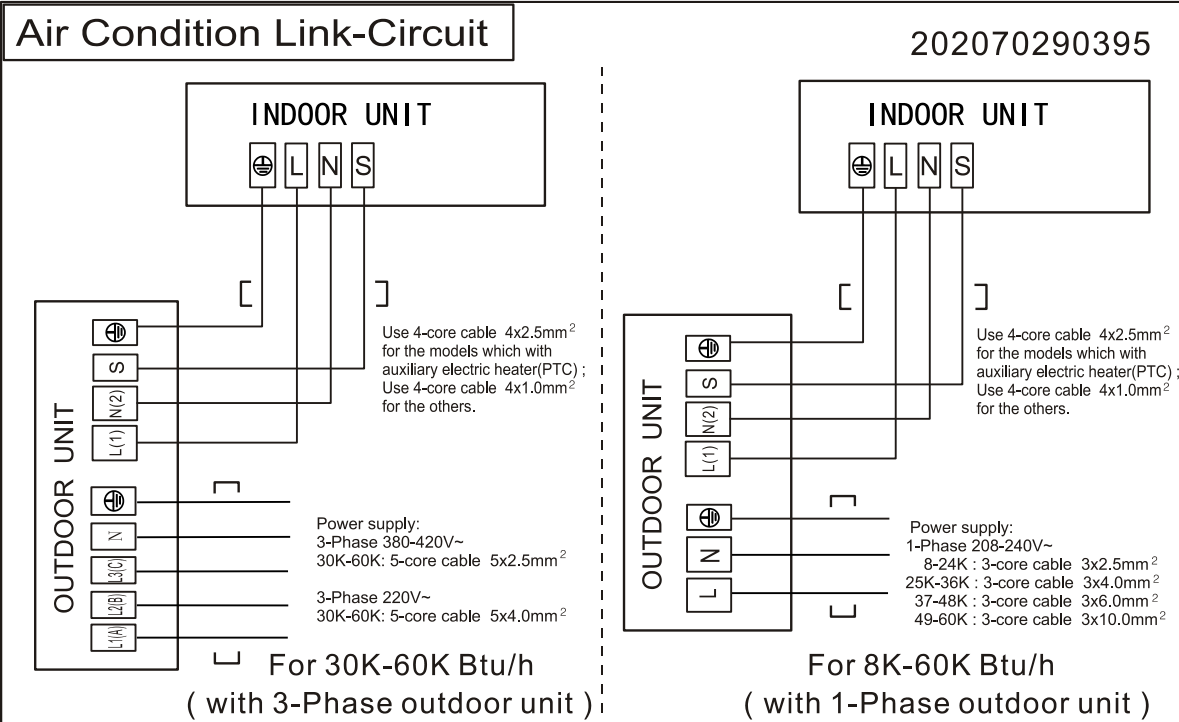 Air Condition Link-Circuit
202070290395
INDOOR UNIT
L N S
OUTDOOR UNIT
S
N(2)
L(1)
N
L3(C)
L2(B)
L1(A)
Use 4-core cable 4x2.5mm²
for the models which with
auxiliary electric heater(PTC) ;
Use 4-core cable 4x1.0mm²
for the others.
Power supply:
3-Phase 380-420V~
30K-60K: 5-core cable 5x2.5mm²
3-Phase 220V~
30K-60K: 5-core cable 5x4.0mm²
For 30K-60K Btu/h
( with 3-Phase outdoor unit )
INDOOR UNIT
L N S
OUTDOOR UNIT
S
N(2)
L(1)
N
L
Use 4-core cable 4x2.5mm²
for the models which with
auxiliary electric heater(PTC) ;
Use 4-core cable 4x1.0mm²
for the others.
Power supply:
1-Phase 208-240V~
8-24K : 3-core cable 3x2.5mm²
25K-36K : 3-core cable 3x4.0mm²
37-48K : 3-core cable 3x6.0mm²
49-60K : 3-core cable 3x10.0mm²
For 8K-60K Btu/h
( with 1-Phase outdoor unit )